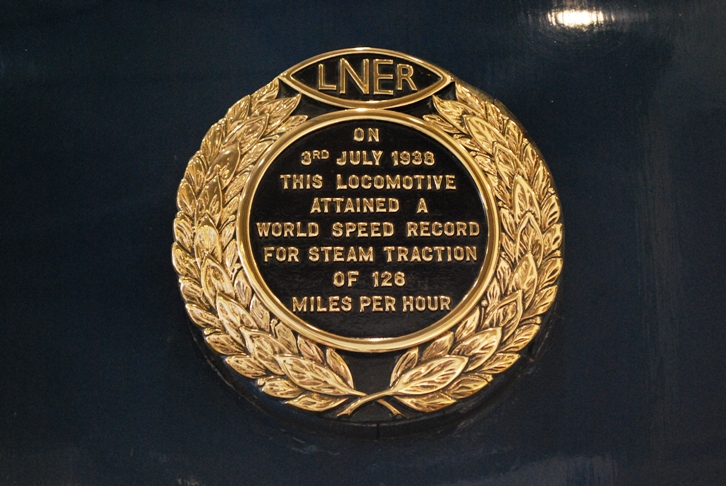 LNER
ON
3RD JULY 1938
THIS LOCOMOTIVE
ATTAINED A
WORLD SPEED RECORD
FOR STEAM TRACTION
OF 126
MILES PER HOUR